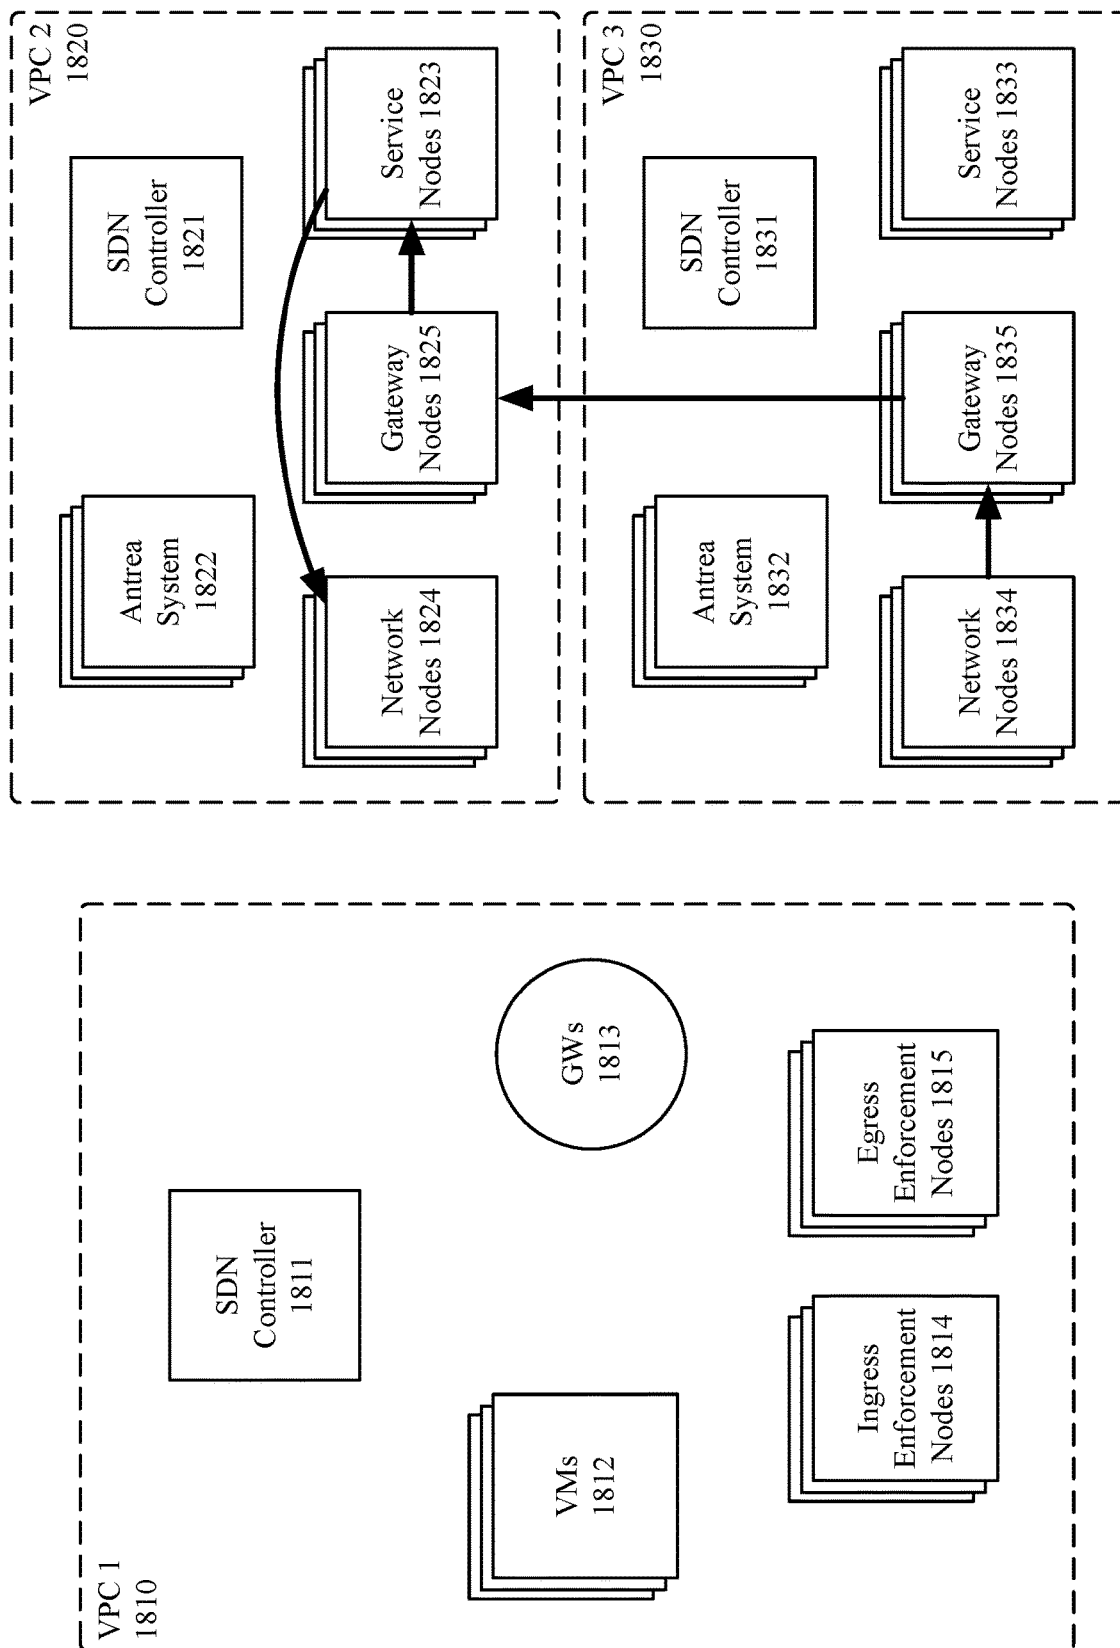 VPC 1
1810
SDN
Controller
1811
VMs
1812
GWs
1813
Ingress
Enforcement
Nodes 1814
Egress
Enforcement
Nodes 1815
VPC 2
1820
Antrea
System
1822
SDN
Controller
1821
Network
Nodes 1824
Gateway
Nodes 1825
Service
Nodes 1823
VPC 3
1830
Antrea
System
1832
SDN
Controller
1831
Network
Nodes 1834
Gateway
Nodes 1835
Service
Nodes 1833